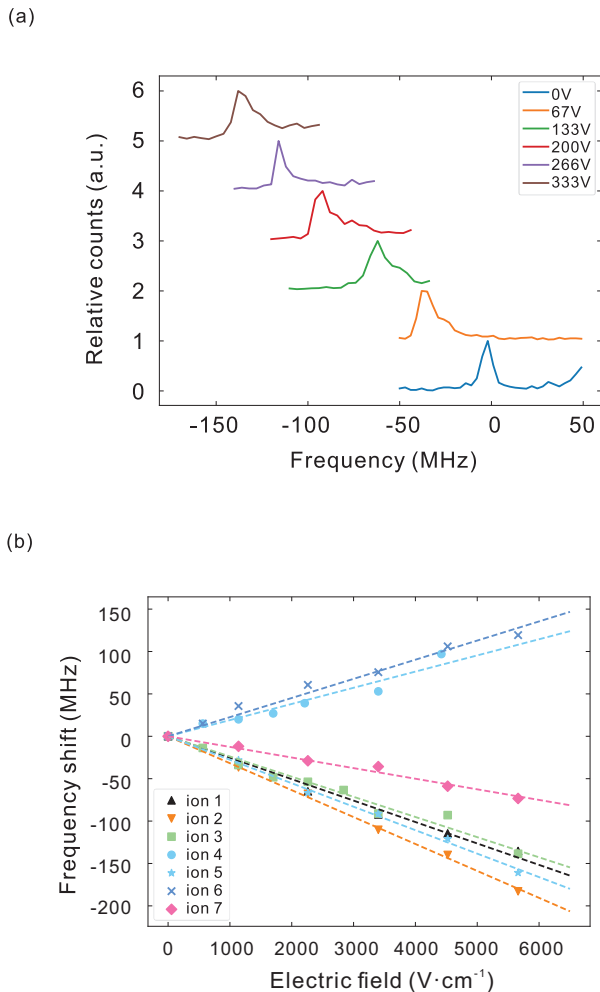 (a)
6
5
4
3
2
1
0
Relative counts (a.u.)
0V
67V
133V
200V
266V
333V
-150
-100
-50
0
50
Frequency (MHz)
(b)
150
100
50
0
-50
-100
-150
-200
Frequency shift (MHz)
ion 1
ion 2
ion 3
ion 4
ion 5
ion 6
ion 7
0
1000
2000
3000
4000
5000
6000
Electric field (V·cm⁻¹)